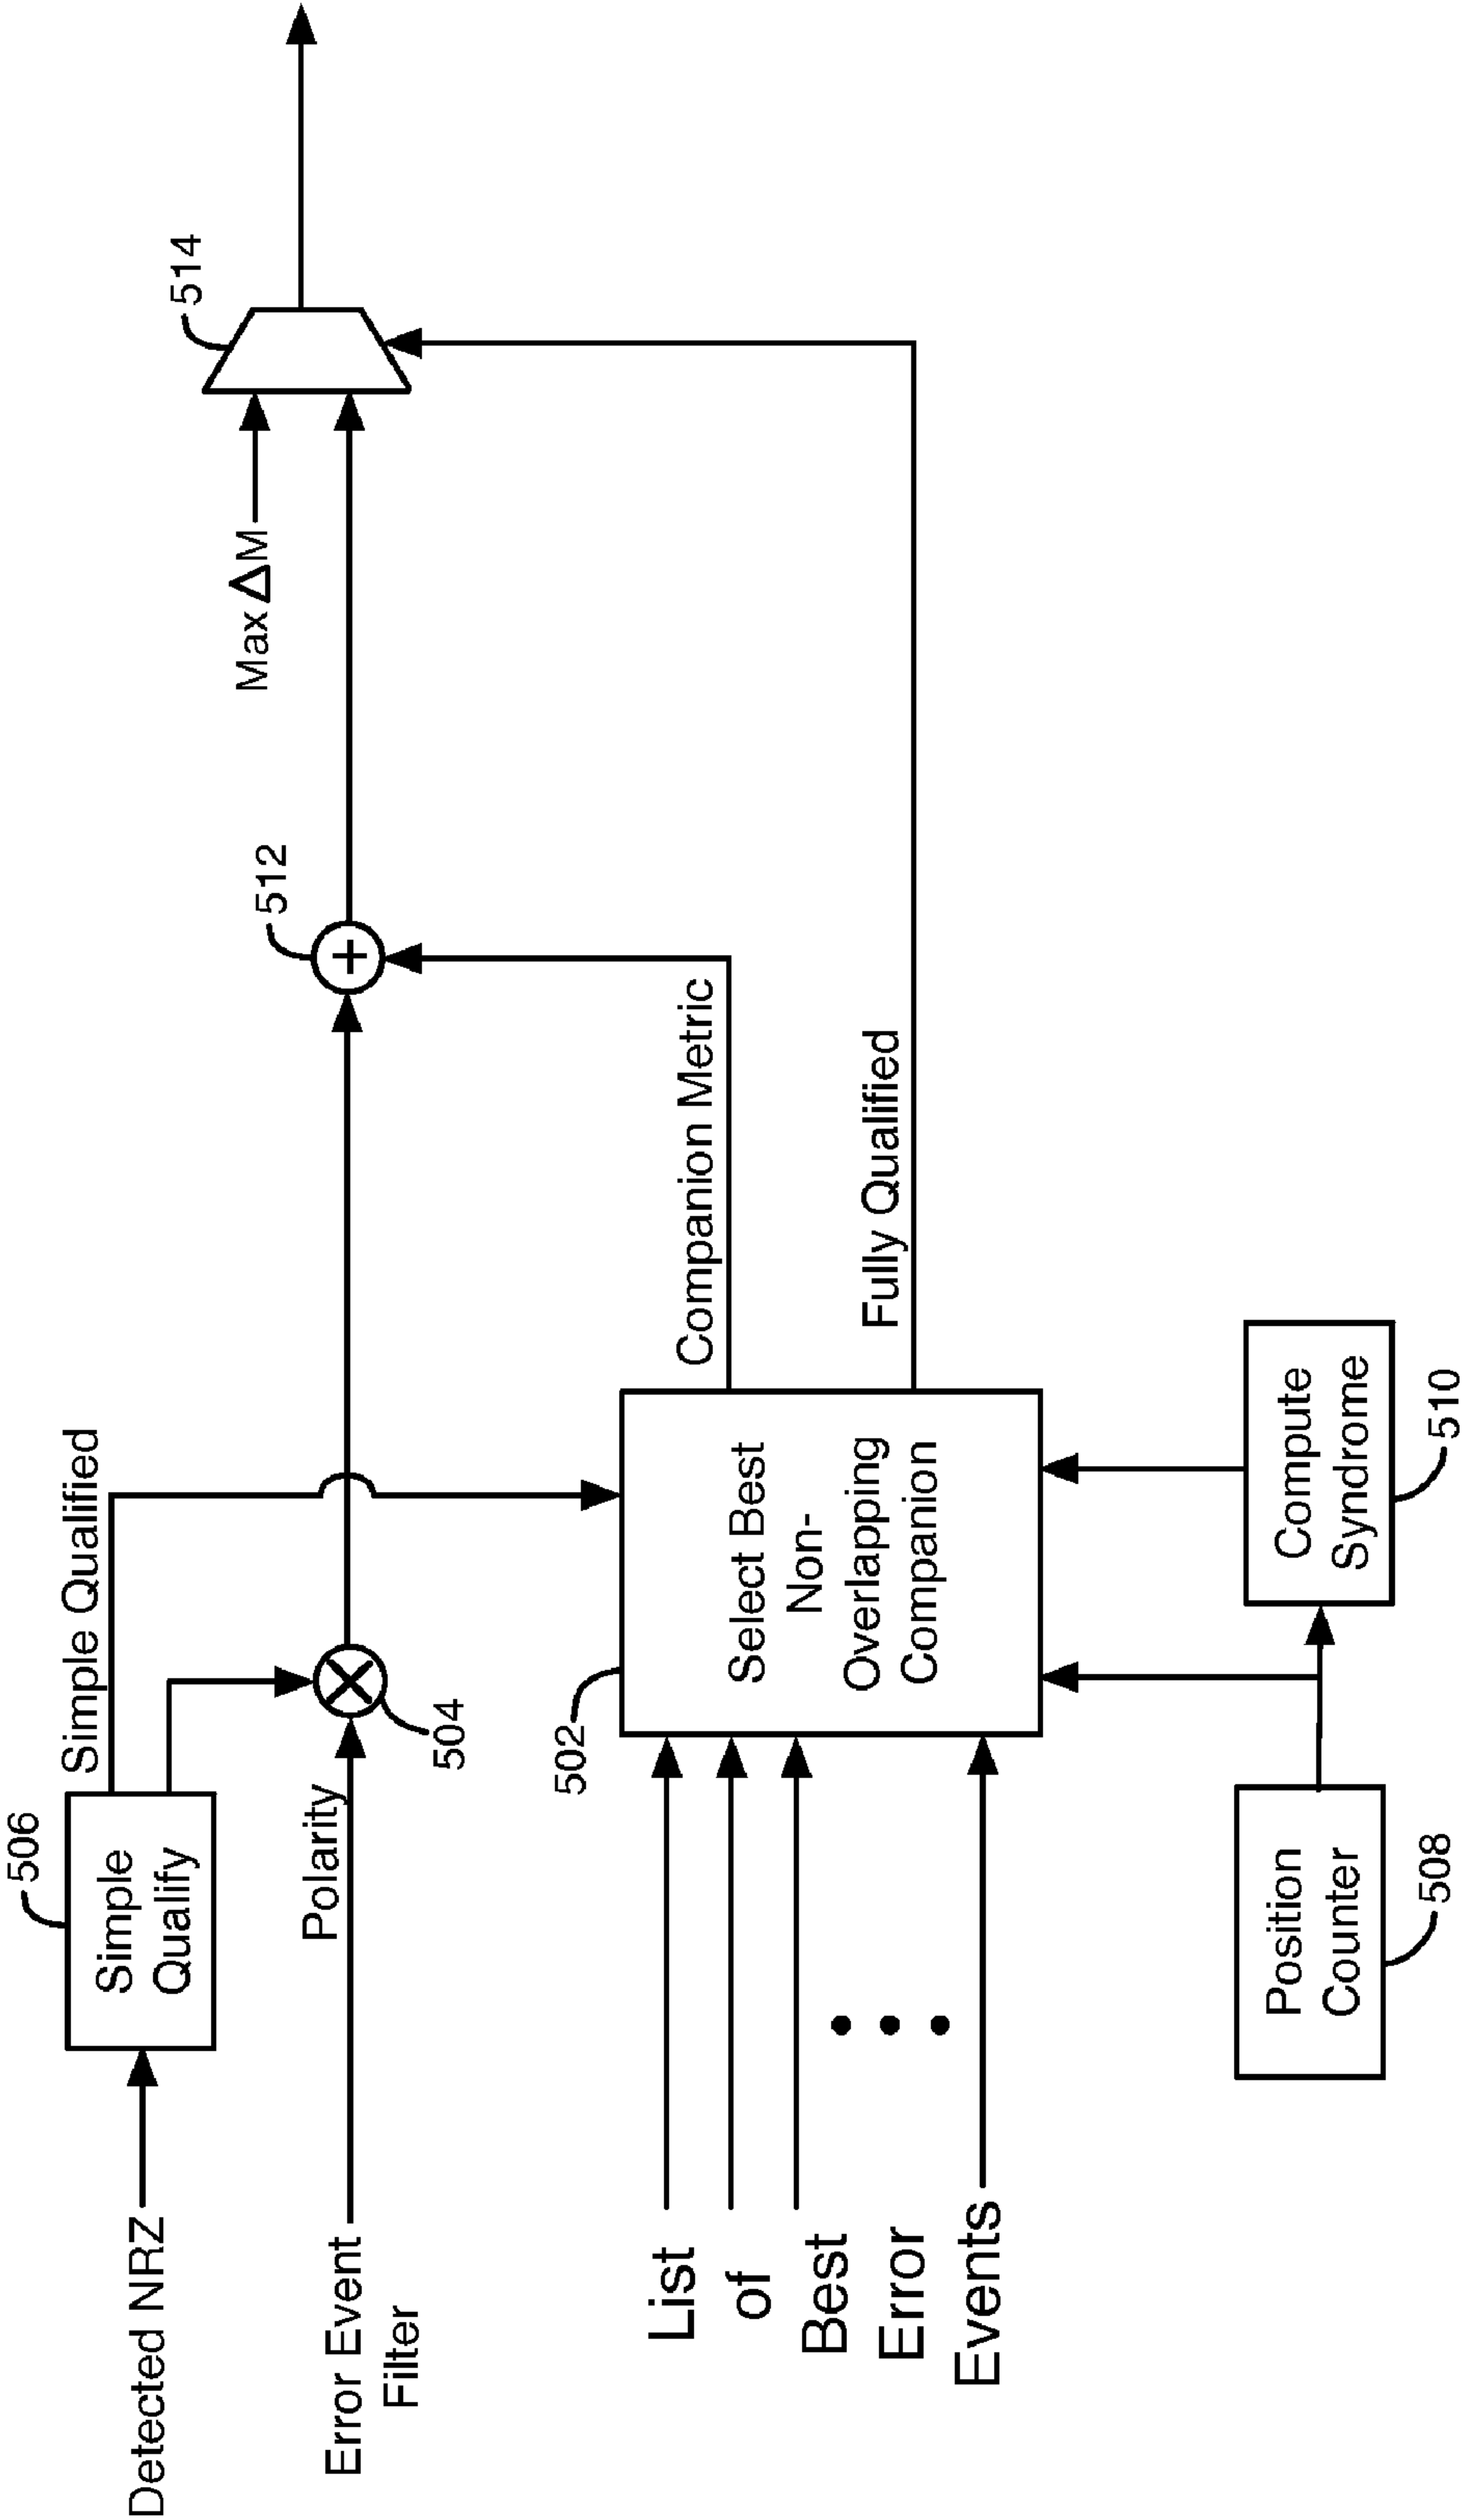 506
Simple Qualified
514
Detected NRZ
Simple
Qualify
Max ΔM
512
Polarity
Error Event
Filter
504
502
Companion Metric
List
of
Best
Error
Events
Select Best
Non-
Overlapping
Companion
Fully Qualified
Position
Counter
508
Compute
Syndrome
510